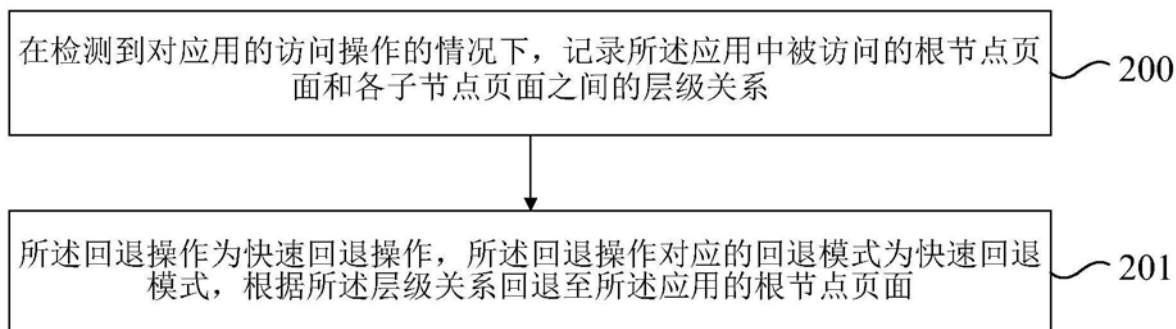 在检测到对应用的访问操作的情况下，记录所述应用中被访问的根节点页
面和各子节点页面之间的层级关系
200
所述回退操作为快速回退操作，所述回退操作对应的回退模式为快速回退
模式，根据所述层级关系回退至所述应用的根节点页面
201